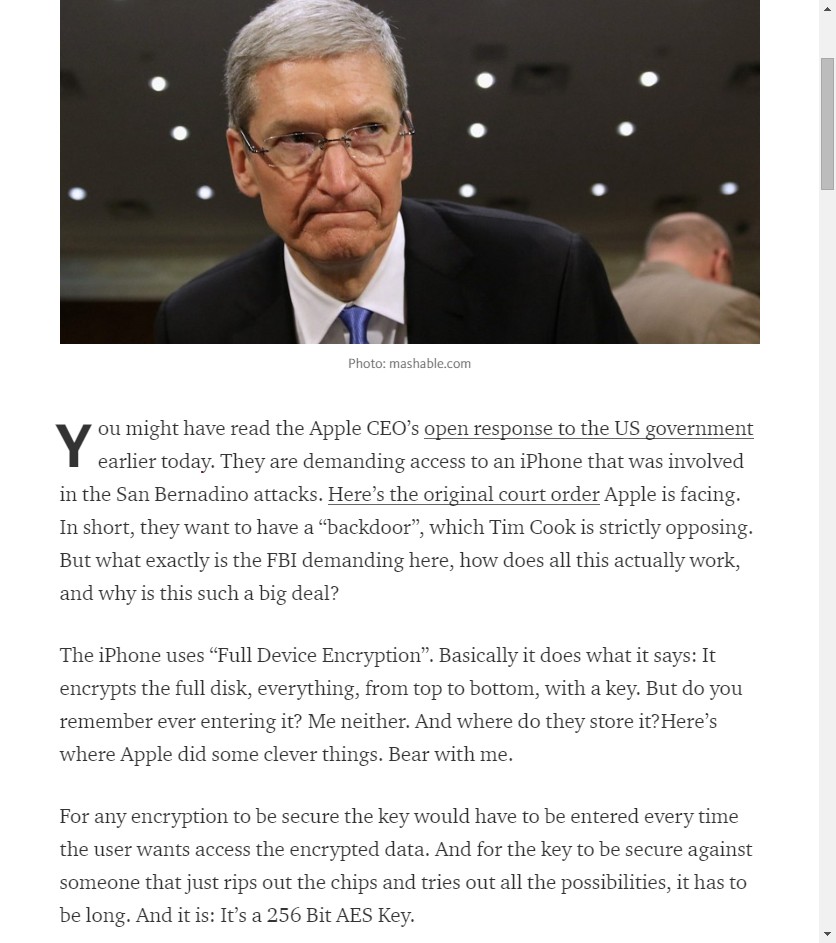 Photo: mashable.com
You might have read the Apple CEO’s open response to the US government
earlier today. They are demanding access to an iPhone that was involved
in the San Bernadino attacks. Here’s the original court order Apple is facing.
In short, they want to have a “backdoor”, which Tim Cook is strictly opposing.
But what exactly is the FBI demanding here, how does all this actually work,
and why is this such a big deal?
The iPhone uses “Full Device Encryption”. Basically it does what it says: It
encrypts the full disk, everything, from top to bottom, with a key. But do you
remember ever entering it? Me neither. And where do they store it?Here’s
where Apple did some clever things. Bear with me.
For any encryption to be secure the key would have to be entered every time
the user wants access the encrypted data. And for the key to be secure against
someone that just rips out the chips and tries out all the possibilities, it has to
be long. And it is: It’s a 256 Bit AES Key.